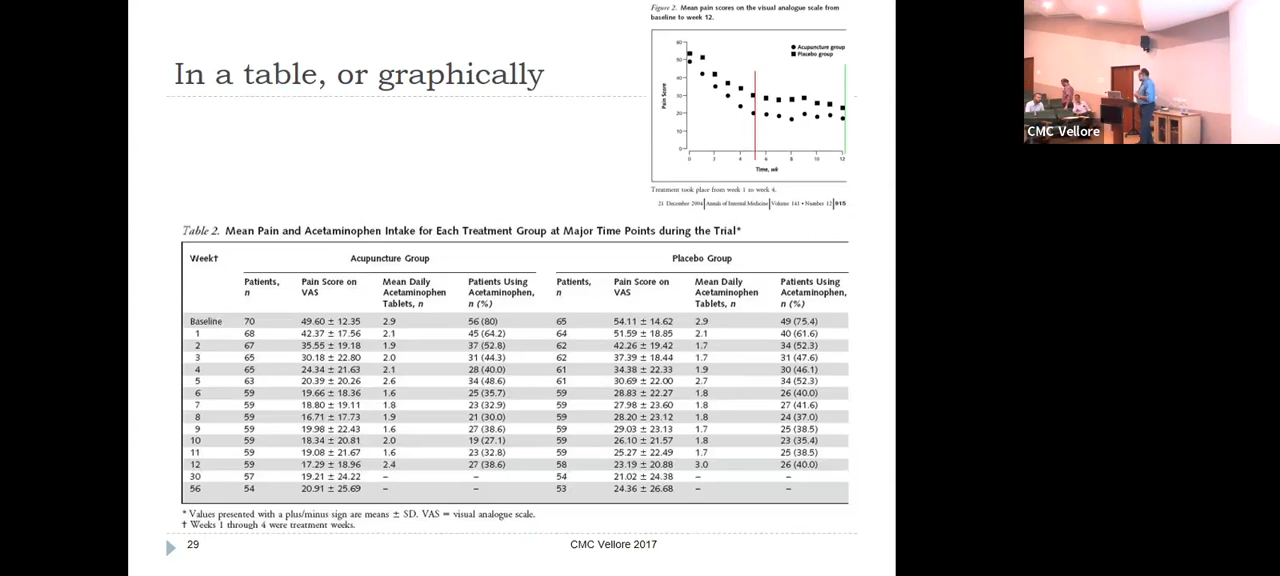 Figure 2. Mean pain scores on the visual analogue scale from
baseline to week 12.
In a table, or graphically
60
50
40
30
20
10
0
Pain Score
Acupuncture group
Placebo group
0 2 4 6 8 10 12
Time, wk
Treatment took place from week 1 to week 4.
21 December 2004 Annals of Internal Medicine Volume 141 • Number 12 915
CMC Vellore
Table 2. Mean Pain and Acetaminophen Intake for Each Treatment Group at Major Time Points during the Trial*
Week† Acupuncture Group Placebo Group
Patients, Pain Score on Mean Daily Patients Using Patients, Pain Score on Mean Daily Patients Using
n VAS Acetaminophen Acetaminophen, n VAS Acetaminophen Acetaminophen,
Tablets, n n (%) Tablets, n n (%)
Baseline 70 49.60 ± 12.35 2.9 56 (80) 65 54.11 ± 14.62 2.9 49 (75.4)
1 68 42.37 ± 17.56 2.1 45 (64.2) 64 51.59 ± 18.85 2.1 40 (61.6)
2 67 35.55 ± 19.18 1.9 37 (52.8) 62 42.26 ± 19.42 1.7 34 (52.3)
3 65 30.18 ± 22.80 2.0 31 (44.3) 62 37.39 ± 18.44 1.7 31 (47.6)
4 65 24.34 ± 21.63 2.1 28 (40.0) 61 34.38 ± 22.33 1.9 30 (46.1)
5 63 20.39 ± 20.26 2.6 34 (48.6) 61 30.69 ± 22.00 2.7 34 (52.3)
6 59 19.66 ± 18.36 1.6 25 (35.7) 59 28.83 ± 22.27 1.8 26 (40.0)
7 59 18.80 ± 19.11 1.8 23 (32.9) 59 27.98 ± 23.60 1.8 27 (41.6)
8 59 16.71 ± 17.73 1.9 21 (30.0) 59 28.20 ± 23.12 1.8 24 (37.0)
9 59 19.98 ± 22.43 1.6 27 (38.6) 59 29.03 ± 23.13 1.7 25 (38.5)
10 59 18.34 ± 20.81 2.0 19 (27.1) 59 26.10 ± 21.57 1.8 23 (35.4)
11 59 19.08 ± 21.67 1.6 23 (32.8) 59 25.27 ± 22.49 1.7 25 (38.5)
12 59 17.29 ± 18.96 2.4 27 (38.6) 58 23.19 ± 20.88 3.0 26 (40.0)
30 57 19.21 ± 24.22 – – 54 21.02 ± 24.38 – –
56 54 20.91 ± 25.69 – – 53 24.36 ± 26.68 – –
* Values presented with a plus/minus sign are means ± SD. VAS = visual analogue scale.
† Weeks 1 through 4 were treatment weeks.
29 CMC Vellore 2017